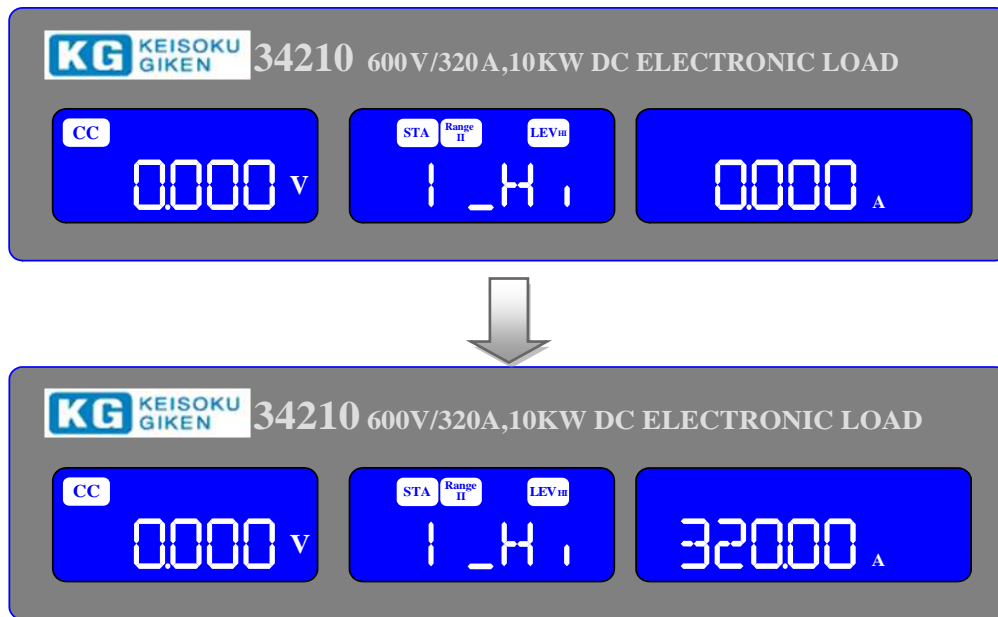 KG KEISOKU GIKEN 34210 600V/320A,10KW DC ELECTRONIC LOAD
CC
STA Range II LEV HI
0.000 V
1 _Hi
0.000 A
KG KEISOKU GIKEN 34210 600V/320A,10KW DC ELECTRONIC LOAD
CC
STA Range II LEV HI
0.000 V
1 _Hi
320.00 A